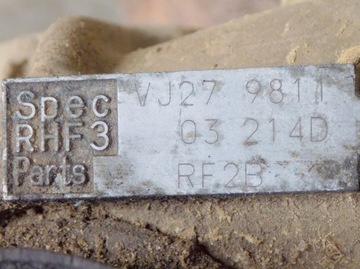 Spec VJ27 9811
RHF3 03 214D
Parts RF2B